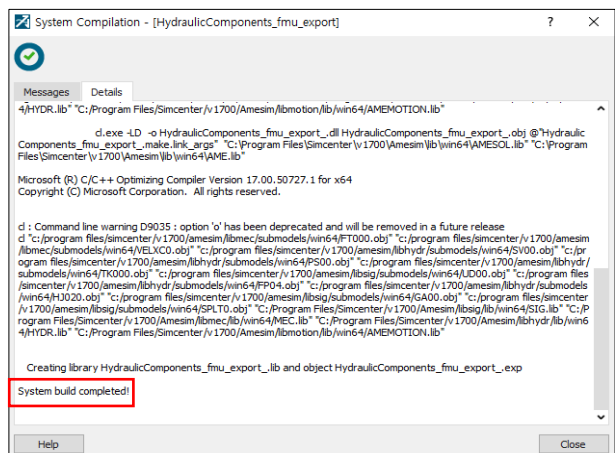 System Compilation - [HydraulicComponents_fmu_export]
Messages Details
4/HYDR.lib" "C:/Program Files/Simcenter/v1700/Amesim/libmotion/lib/win64/AMEMOTION.lib"
cl.exe -LD -o HydraulicComponents_fmu_export_.dll HydraulicComponents_fmu_export_.obj @"Hydraulic
Components_fmu_export_.make.link_args" "C:\Program Files\Simcenter\v1700\Amesim\lib\win64\AMESOL.lib" "C:\Program
Files\Simcenter\v1700\Amesim\lib\win64\AME.lib"
Microsoft (R) C/C++ Optimizing Compiler Version 17.00.50727.1 for x64
Copyright (C) Microsoft Corporation. All rights reserved.
cl : Command line warning D9035 : option 'o' has been deprecated and will be removed in a future release
cl "c:/program files/simcenter/v1700/amesim/libmec/submodels/win64/FT000.obj" "c:/program files/simcenter/v1700/amesim
/libmec/submodels/win64/VELXC0.obj" "c:/program files/simcenter/v1700/amesim/libhydr/submodels/win64/SV00.obj" "c:/pr
ogram files/simcenter/v1700/amesim/libhydr/submodels/win64/PS00.obj" "c:/program files/simcenter/v1700/amesim/libhydr/
submodels/win64/TK000.obj" "c:/program files/simcenter/v1700/amesim/libsig/submodels/win64/UD00.obj" "c:/program files
/simcenter/v1700/amesim/libhydr/submodels/win64/FP04.obj" "c:/program files/simcenter/v1700/amesim/libhydr/submodels
/win64/HJ020.obj" "c:/program files/simcenter/v1700/amesim/libsig/submodels/win64/GA00.obj" "c:/program files/simcenter
/v1700/amesim/libsig/submodels/win64/SPLT0.obj" "C:/Program Files/Simcenter/v1700/Amesim/libsig/lib/win64/SIG.lib" "C:/P
rogram Files/Simcenter/v1700/Amesim/libmec/lib/win64/MEC.lib" "C:/Program Files/Simcenter/v1700/Amesim/libhydr/lib/win6
4/HYDR.lib" "C:/Program Files/Simcenter/v1700/Amesim/libmotion/lib/win64/AMEMOTION.lib"
Creating library HydraulicComponents_fmu_export_.lib and object HydraulicComponents_fmu_export_.exp
System build completed!
Help Close